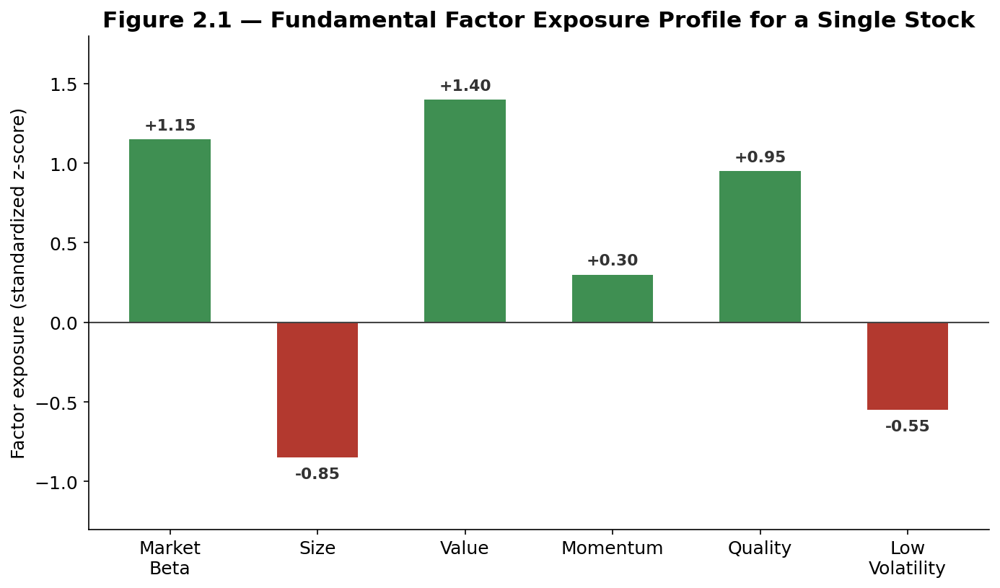 Figure 2.1 — Fundamental Factor Exposure Profile for a Single Stock
Factor exposure (standardized z-score)
1.5
1.0
0.5
0.0
−0.5
−1.0
+1.15
-0.85
+1.40
+0.30
+0.95
-0.55
Market
Beta
Size
Value
Momentum
Quality
Low
Volatility